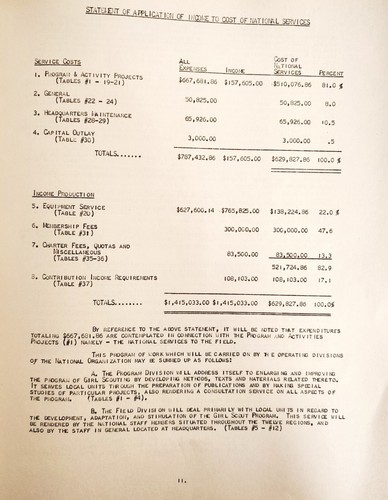 STATEMENT OF APPLICATION OF INCOME TO COST OF NATIONAL SERVICES
SERVICE COSTS ALL EXPENSES INCOME COST OF NATIONAL SERVICES PERCENT
1. PROGRAM & ACTIVITY PROJECTS $667,681.86 $157,605.00 $510,076.86 81.0 %
(TABLES #1 - 19-21)
2. GENERAL 50,825.00 50,825.00 8.0
(TABLES #22 - 24)
3. HEADQUARTERS MAINTENANCE 65,926.00 65,926.00 10.5
(TABLES #28-29)
4. CAPITAL OUTLAY 3,000.00 3,000.00 .5
(TABLE #30)
TOTALS....... $787,432.86 $157,605.00 $629,827.86 100.0 %
INCOME PRODUCTION
5. EQUIPMENT SERVICE $627,600.14 $765,825.00 $138,224.86 22.0 %
(TABLE #20)
6. MEMBERSHIP FEES 300,000.00 300,000.00 47.6
(TABLE #31)
7. CHARTER FEES, QUOTAS AND
MISCELLANEOUS 83,500.00 83,500.00 13.3
(TABLES #35-36) 521,724.86 82.9
8. CONTRIBUTION INCOME REQUIREMENTS 108,103.00 108,103.00 17.1
(TABLE #37)
TOTALS....... $1,415,033.00 $1,415,033.00 $629,827.86 100.0%
BY REFERENCE TO THE ABOVE STATEMENT, IT WILL BE NOTED THAT EXPENDITURES
TOTALING $667,681.86 ARE CONTEMPLATED IN CONNECTION WITH THE PROGRAM AND ACTIVITIES
PROJECTS (#1) NAMELY - THE NATIONAL SERVICES TO THE FIELD.
THIS PROGRAM OF WORK WHICH WILL BE CARRIED ON BY THE OPERATING DIVISIONS
OF THE NATIONAL ORGANIZATION MAY BE SUMMED UP AS FOLLOWS:
A. THE PROGRAM DIVISION WILL ADDRESS ITSELF TO ENLARGING AND IMPROVING
THE PROGRAM OF GIRL SCOUTING BY DEVELOPING METHODS, TEXTS AND MATERIALS RELATED THERETO.
IT SERVES LOCAL UNITS THROUGH THE PREPARATION OF PUBLICATIONS AND BY MAKING SPECIAL
STUDIES OF PARTICULAR PROJECTS, ALSO RENDERING A CONSULTATION SERVICE ON ALL ASPECTS OF
THE PROGRAM. (TABLES #1 - #4).
B. THE FIELD DIVISION WILL DEAL PRIMARILY WITH LOCAL UNITS IN REGARD TO
THE DEVELOPMENT, ADAPTATION, AND STIMULATION OF THE GIRL SCOUT PROGRAM. THIS SERVICE WILL
BE RENDERED BY THE NATIONAL STAFF MEMBERS SITUATED THROUGHOUT THE TWELVE REGIONS, AND
ALSO BY THE STAFF IN GENERAL LOCATED AT HEADQUARTERS. (TABLES #5 - #12)
11.